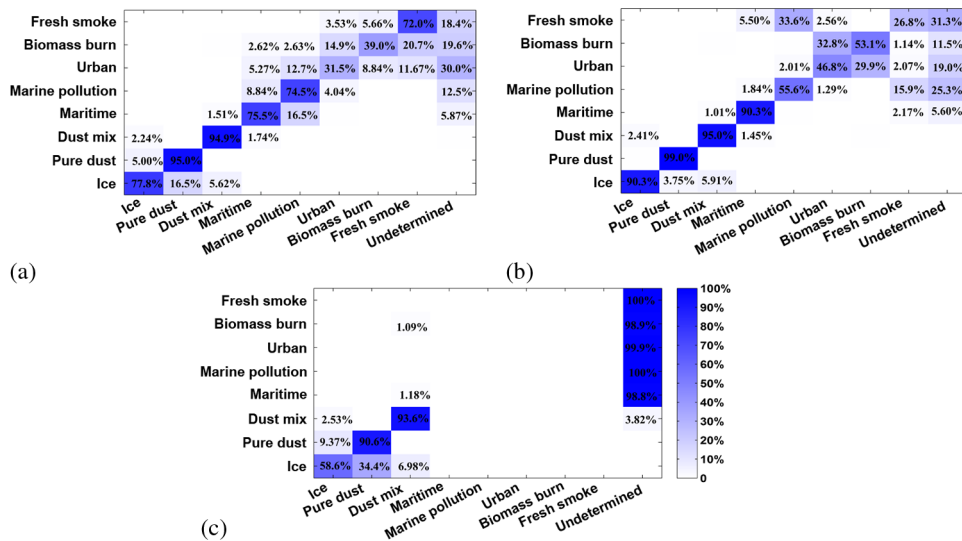 Fresh smoke 3.53% 5.66% 72.0% 18.4%
Biomass burn 2.62% 2.63% 14.9% 39.0% 20.7% 19.6%
Urban 5.27% 12.7% 31.5% 8.84% 11.67% 30.0%
Marine pollution 8.84% 74.5% 4.04% 12.5%
Maritime 1.51% 75.5% 16.5% 5.87%
Dust mix 2.24% 94.9% 1.74%
Pure dust 5.00% 95.0%
Ice 77.8% 16.5% 5.62%
Ice
Pure dust
Dust mix
Maritime
Marine pollution
Urban
Biomass burn
Fresh smoke
Undetermined
(a)
Fresh smoke 5.50% 33.6% 2.56% 26.8% 31.3%
Biomass burn 32.8% 53.1% 1.14% 11.5%
Urban 2.01% 46.8% 29.9% 2.07% 19.0%
Marine pollution 1.84% 55.6% 1.29% 15.9% 25.3%
Maritime 1.01% 90.3% 2.17% 5.60%
Dust mix 2.41% 95.0% 1.45%
Pure dust 99.0%
Ice 90.3% 3.75% 5.91%
Ice
Pure dust
Dust mix
Maritime
Marine pollution
Urban
Biomass burn
Fresh smoke
Undetermined
(b)
Fresh smoke 100%
Biomass burn 1.09% 98.9%
Urban 99.9%
Marine pollution 100%
Maritime 1.18% 98.8%
Dust mix 2.53% 93.6% 3.82%
Pure dust 9.37% 90.6%
Ice 58.6% 34.4% 6.98%
Ice
Pure dust
Dust mix
Maritime
Marine pollution
Urban
Biomass burn
Fresh smoke
Undetermined
(c)
100%
90%
80%
70%
60%
50%
40%
30%
20%
10%
0%